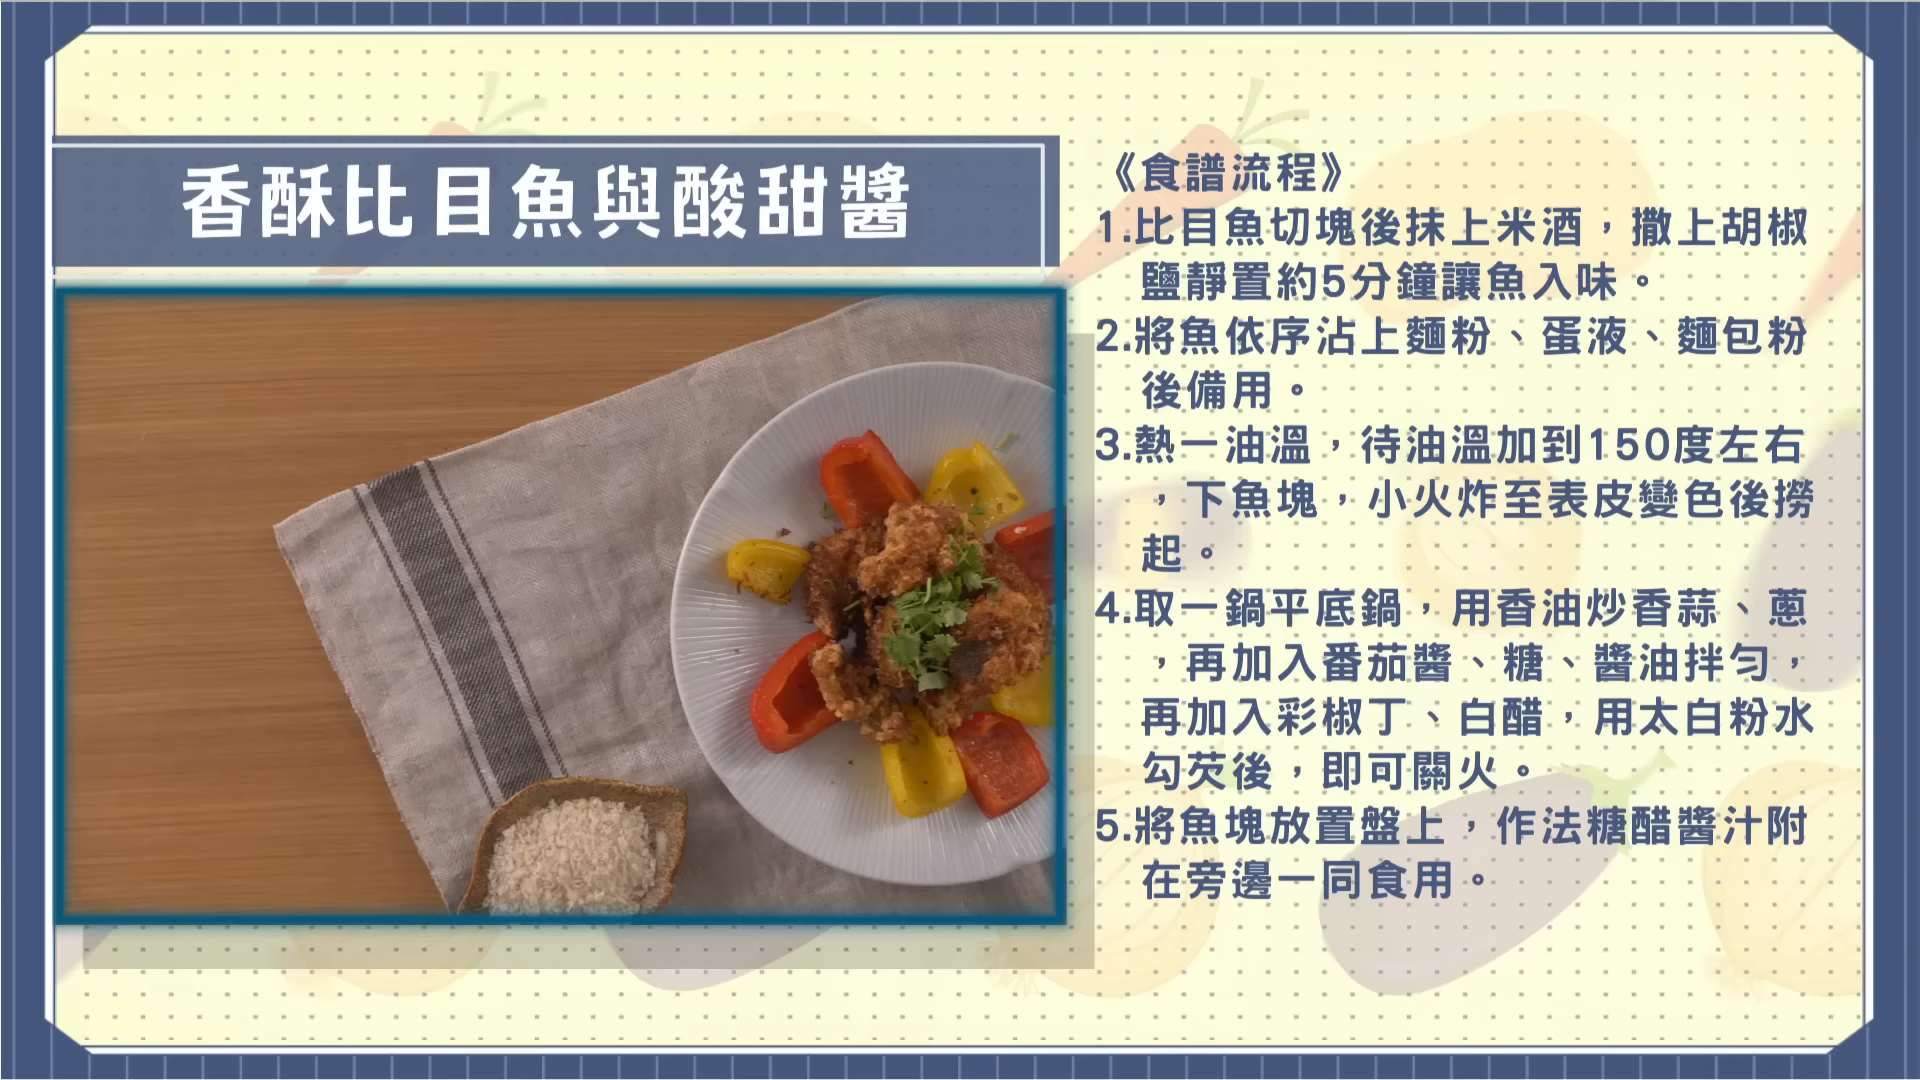 香酥比目魚與酸甜醬
《食譜流程》
1.比目魚切塊後抹上米酒，撒上胡椒
鹽靜置約5分鐘讓魚入味。
2.將魚依序沾上麵粉、蛋液、麵包粉
後備用。
3.熱一油溫，待油溫加到150度左右
，下魚塊，小火炸至表皮變色後撈
起。
4.取一鍋平底鍋，用香油炒香蒜、蔥
，再加入番茄醬、糖、醬油拌勻，
再加入彩椒丁、白醋，用太白粉水
勾芡後，即可關火。
5.將魚塊放置盤上，作法糖醋醬汁附
在旁邊一同食用。